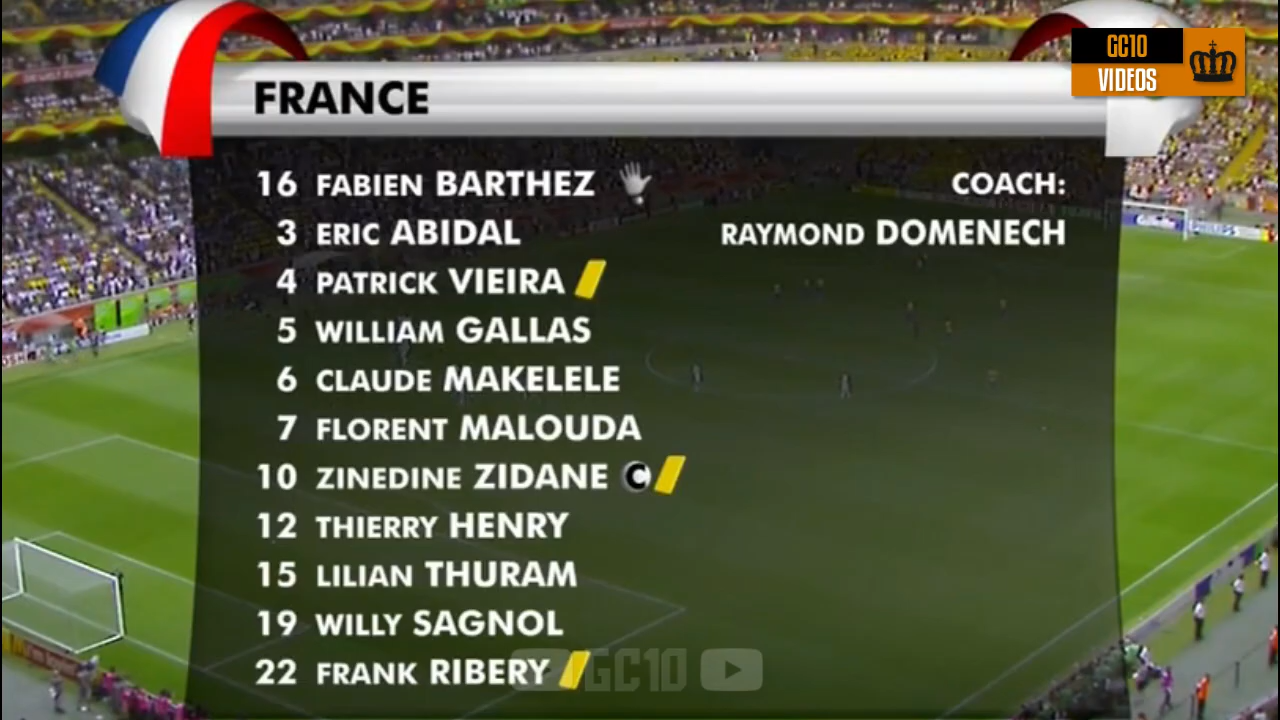 GC10
VIDEOS
FRANCE
16 FABIEN BARTHEZ
3 ERIC ABIDAL
4 PATRICK VIEIRA
5 WILLIAM GALLAS
6 CLAUDE MAKELELE
7 FLORENT MALOUDA
10 ZINEDINE ZIDANE C
12 THIERRY HENRY
15 LILIAN THURAM
19 WILLY SAGNOL
22 FRANK RIBERY
COACH:
RAYMOND DOMENECH
GC10
PHILIPS